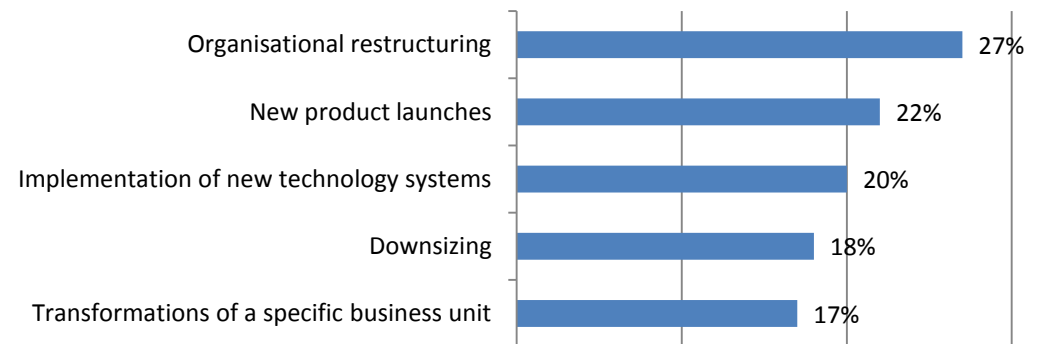 Organisational restructuring 27%
New product launches 22%
Implementation of new technology systems 20%
Downsizing 18%
Transformations of a specific business unit 17%